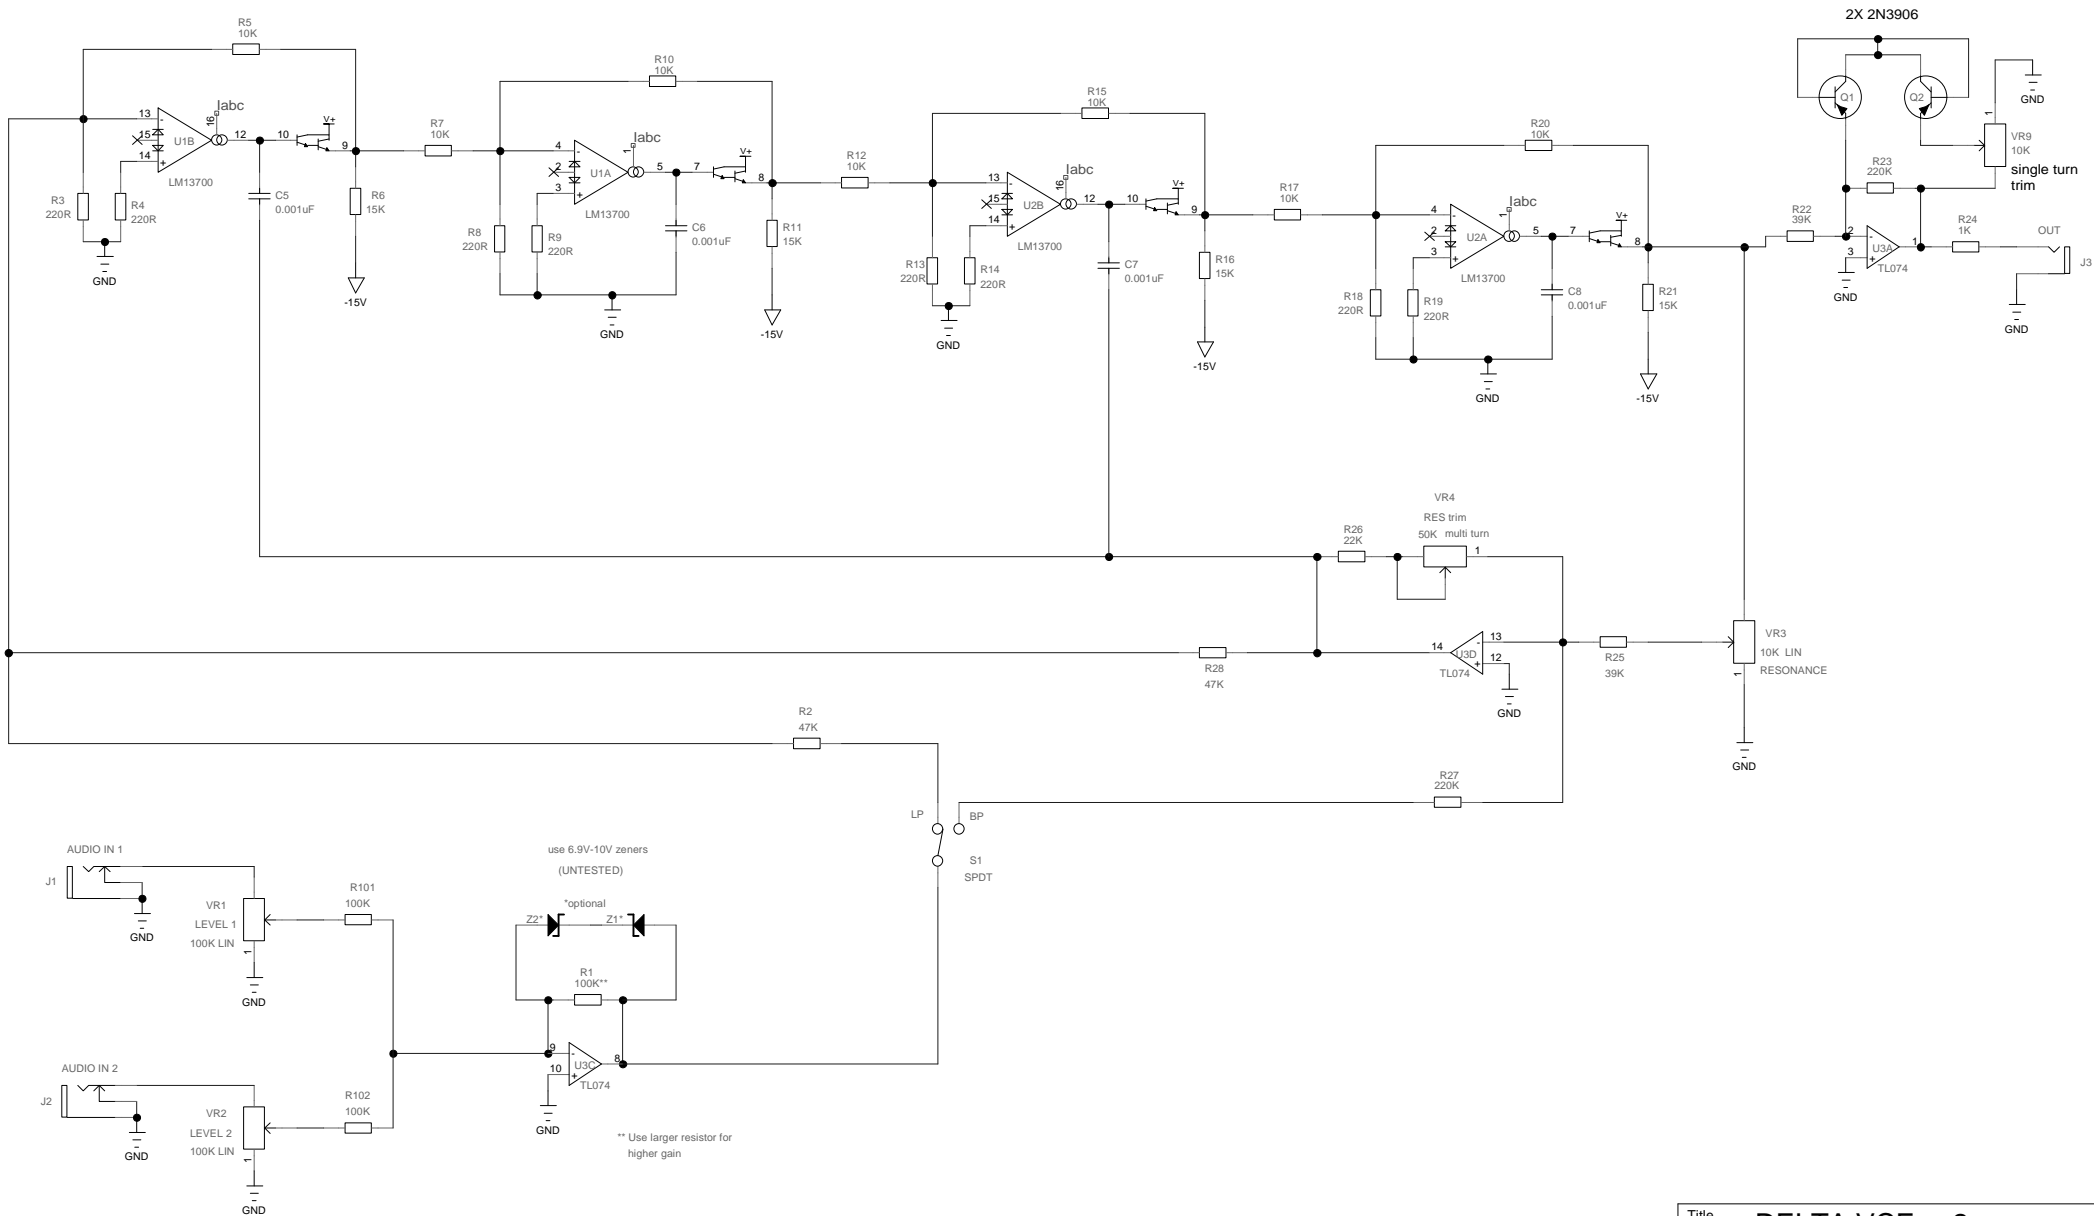 2X 2N3906
R5
10K
13
15
14
U1B
Iabc
16
12
10
V+
9
LM13700
R3
220R
R4
220R
GND
C5
0.001uF
R6
15K
-15V
R7
10K
R10
10K
4
2
3
U1A
Iabc
1
5
7
V+
8
LM13700
R8
220R
R9
220R
C6
0.001uF
R11
15K
GND
-15V
R12
10K
R15
10K
13
15
14
U2B
Iabc
16
12
10
V+
9
LM13700
R13
220R
R14
220R
GND
C7
0.001uF
R16
15K
-15V
R17
10K
R20
10K
4
2
3
U2A
Iabc
1
5
7
V+
8
LM13700
R18
220R
R19
220R
C8
0.001uF
R21
15K
GND
-15V
Q1
Q2
1
GND
VR9
10K
single turn
trim
R23
220K
R22
39K
2
3
U3A
1
TL074
GND
R24
1K
OUT
J3
GND
VR4
RES trim
50K multi turn
1
R26
22K
14
U3D
13
12
TL074
GND
R25
39K
VR3
10K LIN
RESONANCE
1
GND
R28
47K
R2
47K
R27
220K
LP
BP
S1
SPDT
AUDIO IN 1
J1
GND
VR1
LEVEL 1
100K LIN
1
GND
R101
100K
use 6.9V-10V zeners
(UNTESTED)
*optional
Z2*
Z1*
R1
100K**
9
10
U3C
8
TL074
GND
AUDIO IN 2
J2
GND
VR2
LEVEL 2
100K LIN
1
GND
R102
100K
** Use larger resistor for
higher gain